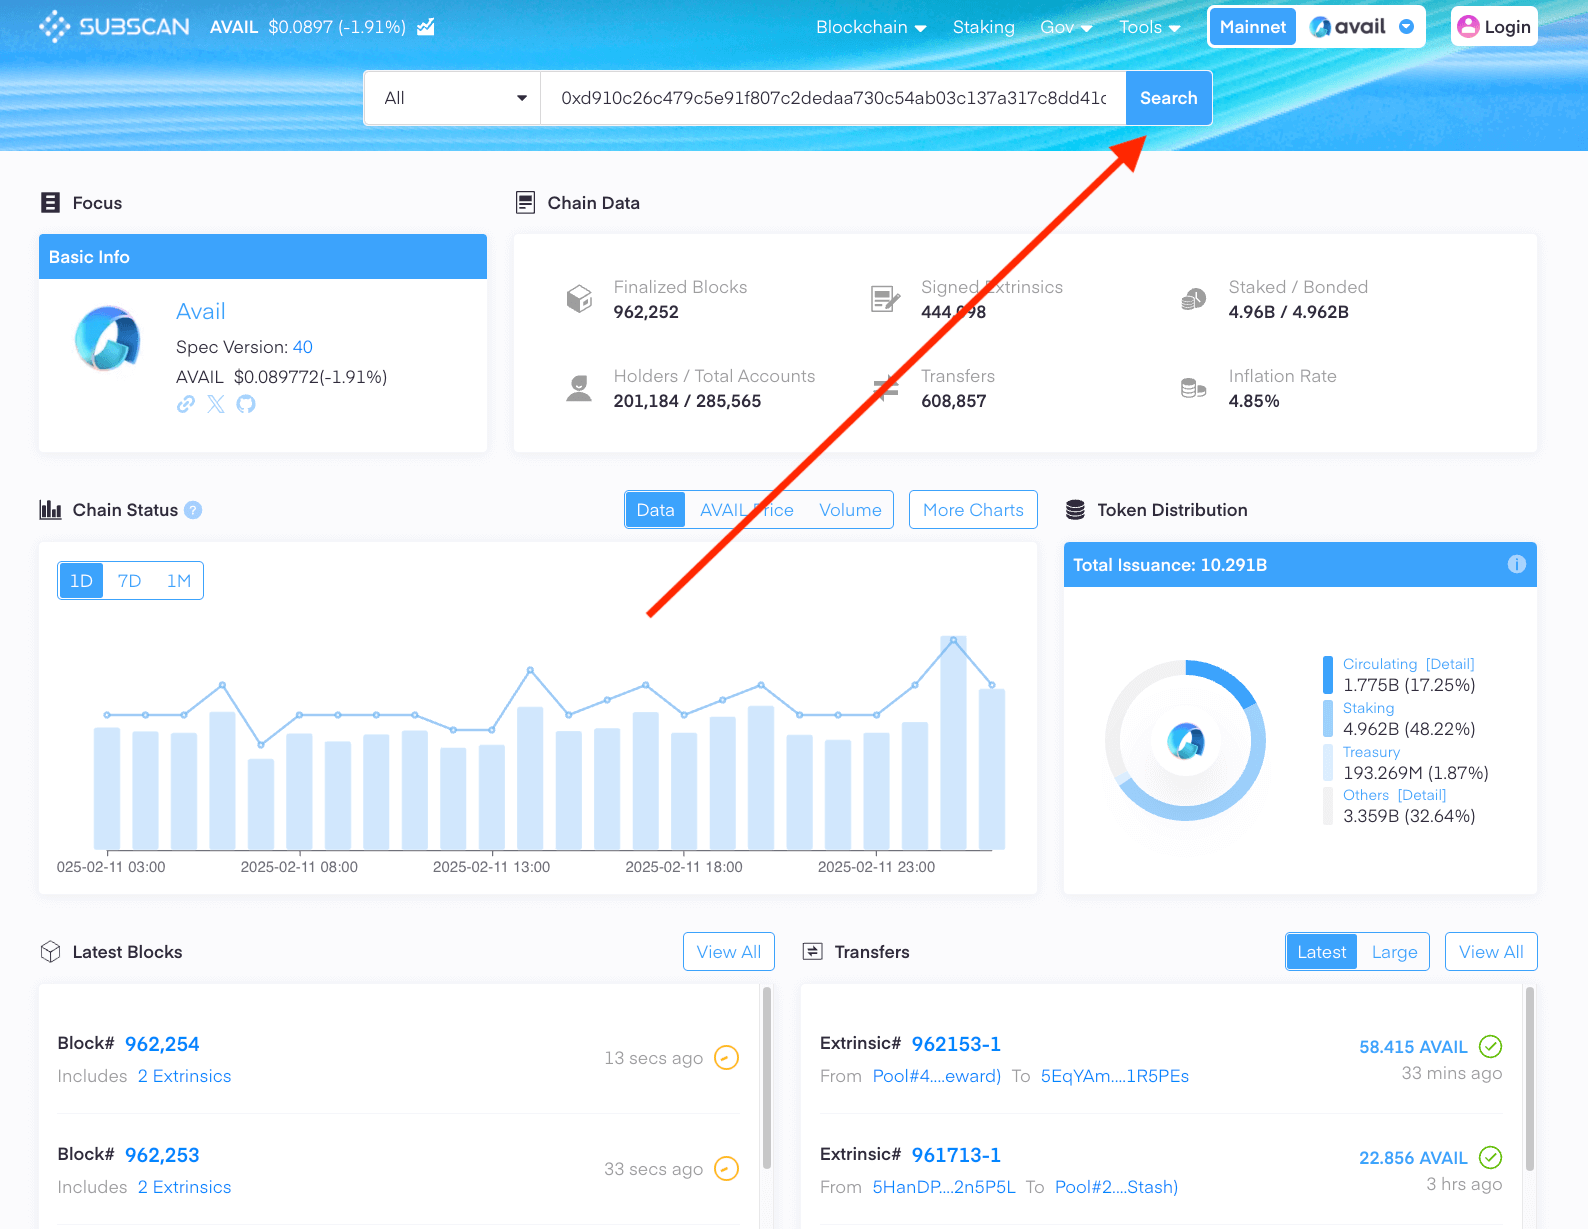 SUBSCAN AVAIL $0.0897 (-1.91%) Blockchain Staking Gov Tools Mainnet avail Login
All 0xd910c26c479c5e91f807c2dedaa730c54ab03c137a317c8dd41c Search
Focus
Basic Info
Avail
Spec Version: 40
AVAIL $0.089772(-1.91%)
Chain Data
Finalized Blocks
962,252
Signed Extrinsics
444,098
Staked / Bonded
4.96B / 4.962B
Holders / Total Accounts
201,184 / 285,565
Transfers
608,857
Inflation Rate
4.85%
Chain Status ? Data AVAIL Price Volume More Charts
1D 7D 1M
025-02-11 03:00 2025-02-11 08:00 2025-02-11 13:00 2025-02-11 18:00 2025-02-11 23:00
Token Distribution
Total Issuance: 10.291B i
Circulating [Detail]
1.775B (17.25%)
Staking
4.962B (48.22%)
Treasury
193.269M (1.87%)
Others [Detail]
3.359B (32.64%)
Latest Blocks View All
Block# 962,254
13 secs ago
Includes 2 Extrinsics
Block# 962,253
33 secs ago
Includes 2 Extrinsics
Transfers Latest Large View All
Extrinsic# 962153-1 58.415 AVAIL
From Pool#4....eward) To 5EqYAm....1R5PEs 33 mins ago
Extrinsic# 961713-1 22.856 AVAIL
From 5HanDP....2n5P5L To Pool#2....Stash) 3 hrs ago